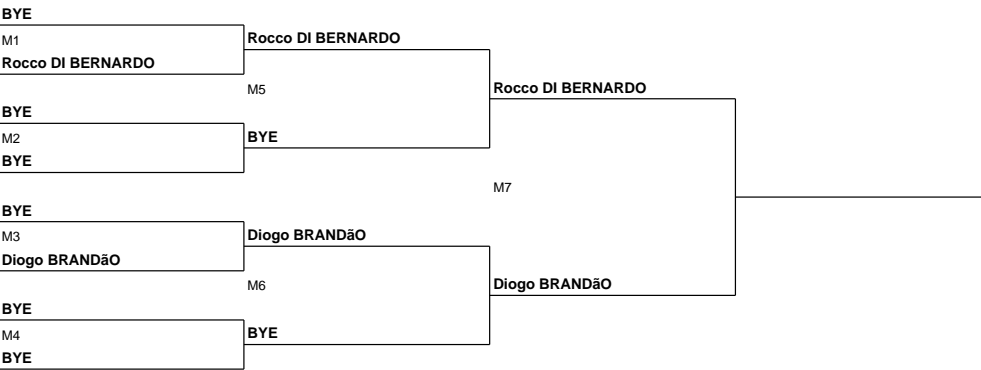 BYE
M1
Rocco DI BERNARDO
Rocco DI BERNARDO
M5
Rocco DI BERNARDO
BYE
M2
BYE
BYE
M7
BYE
M3
Diogo BRANDãO
Diogo BRANDãO
M6
Diogo BRANDãO
BYE
M4
BYE
BYE